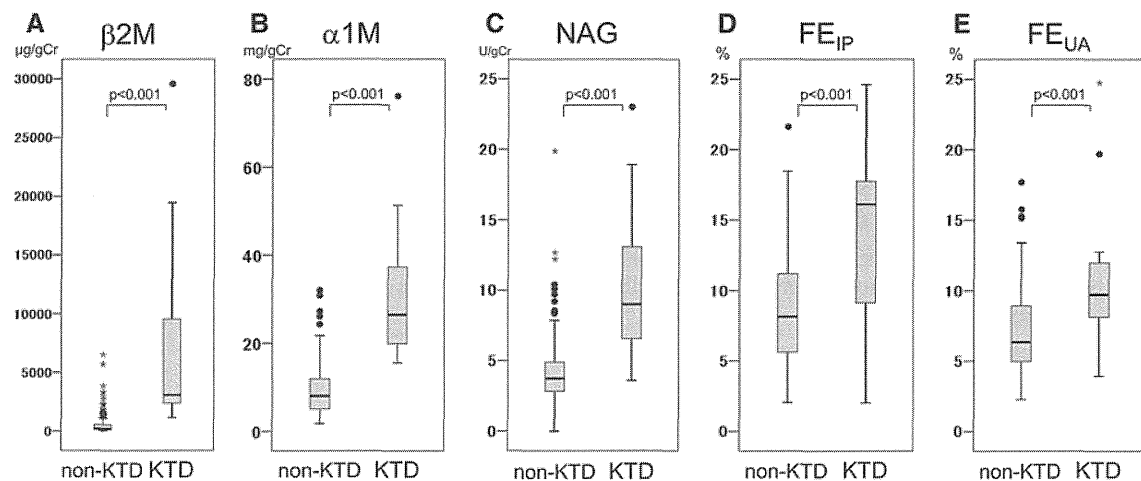 A β2M
µg/gCr
30000
25000
20000
15000
10000
5000
0
p<0.001
non-KTD KTD
B α1M
mg/gCr
80
60
40
20
0
p<0.001
non-KTD KTD
C NAG
U/gCr
25
20
15
10
5
0
p<0.001
non-KTD KTD
D FE_IP
%
25
20
15
10
5
0
p<0.001
non-KTD KTD
E FE_UA
%
25
20
15
10
5
0
p<0.001
non-KTD KTD